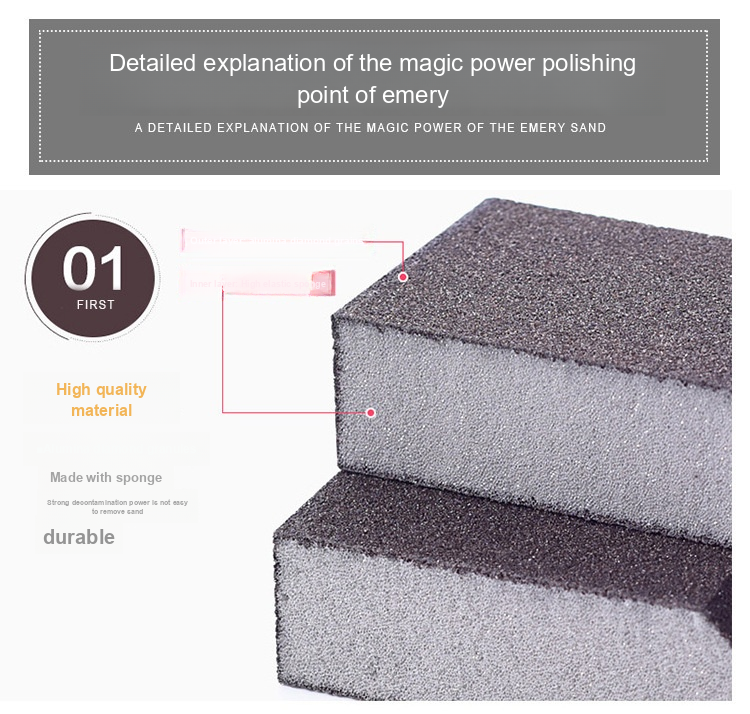 Detailed explanation of the magic power polishing
point of emery
A DETAILED EXPLANATION OF THE MAGIC POWER OF THE EMERY SAND
01
FIRST
High quality
material
Made with sponge
Strong decontamination power is not easy
to remove sand
durable